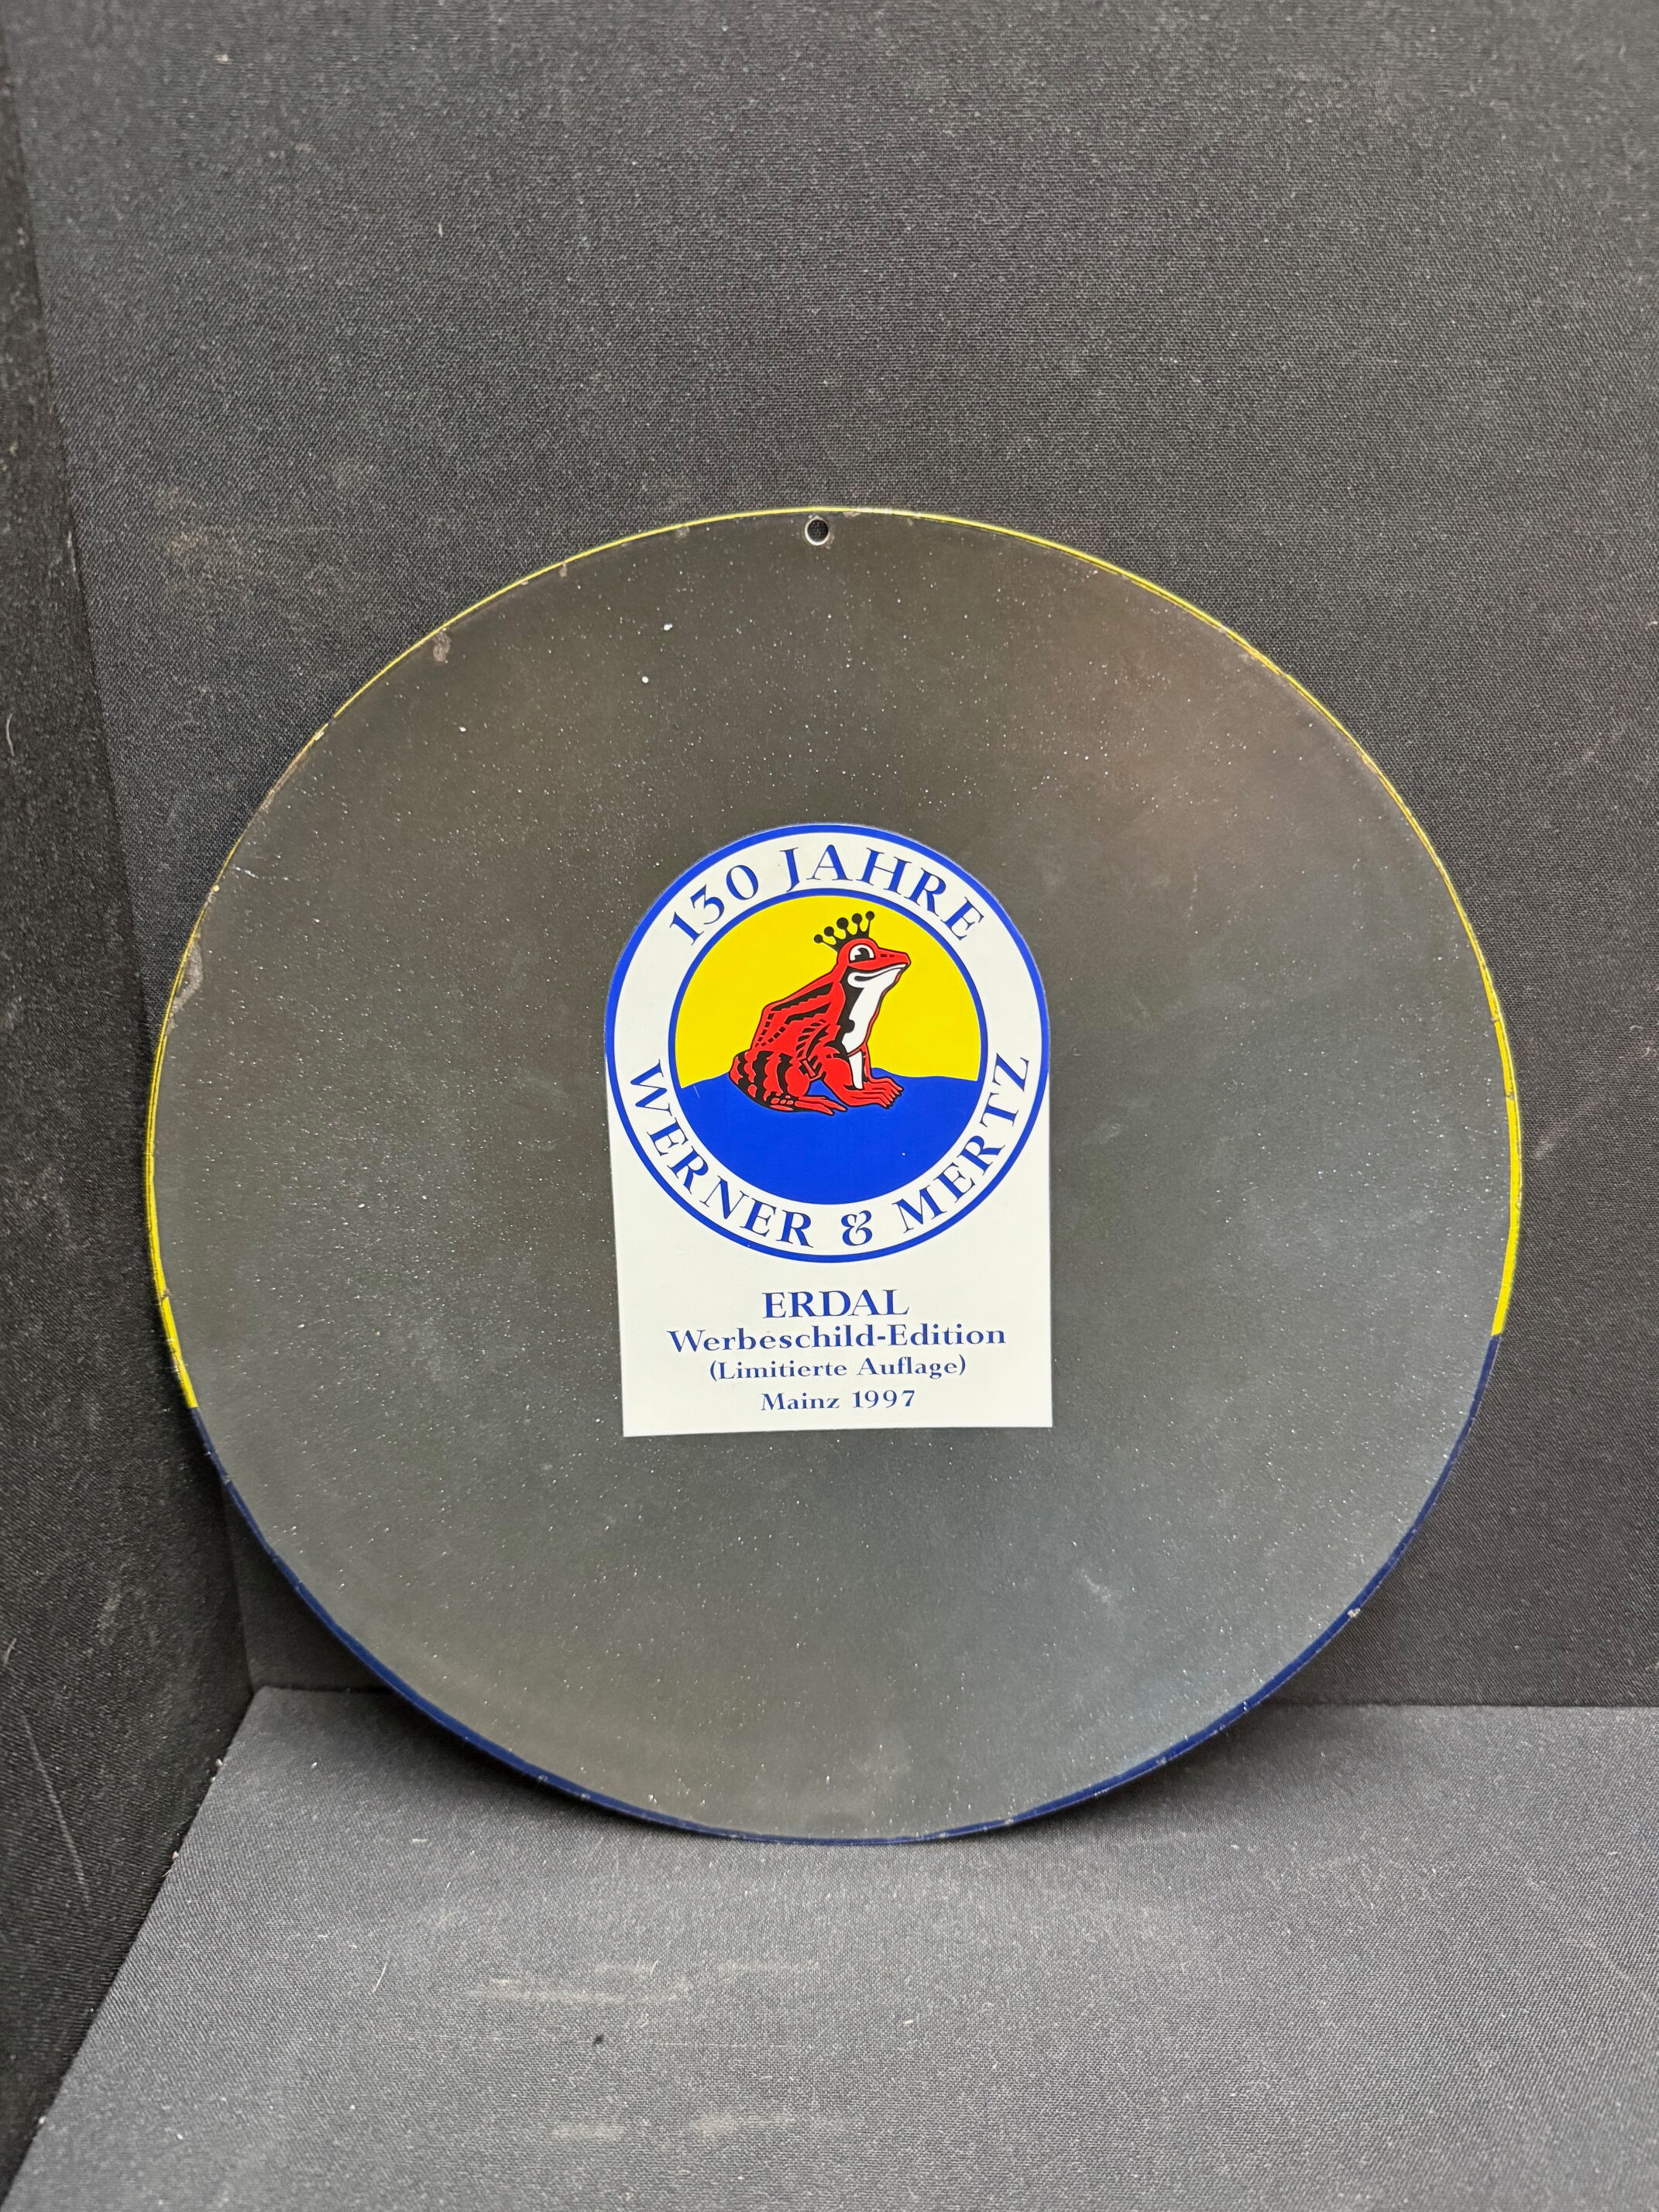 130 JAHRE
WERNER & MERTZ
ERDAL
Werbeschild-Edition
(Limitierte Auflage)
Mainz 1997